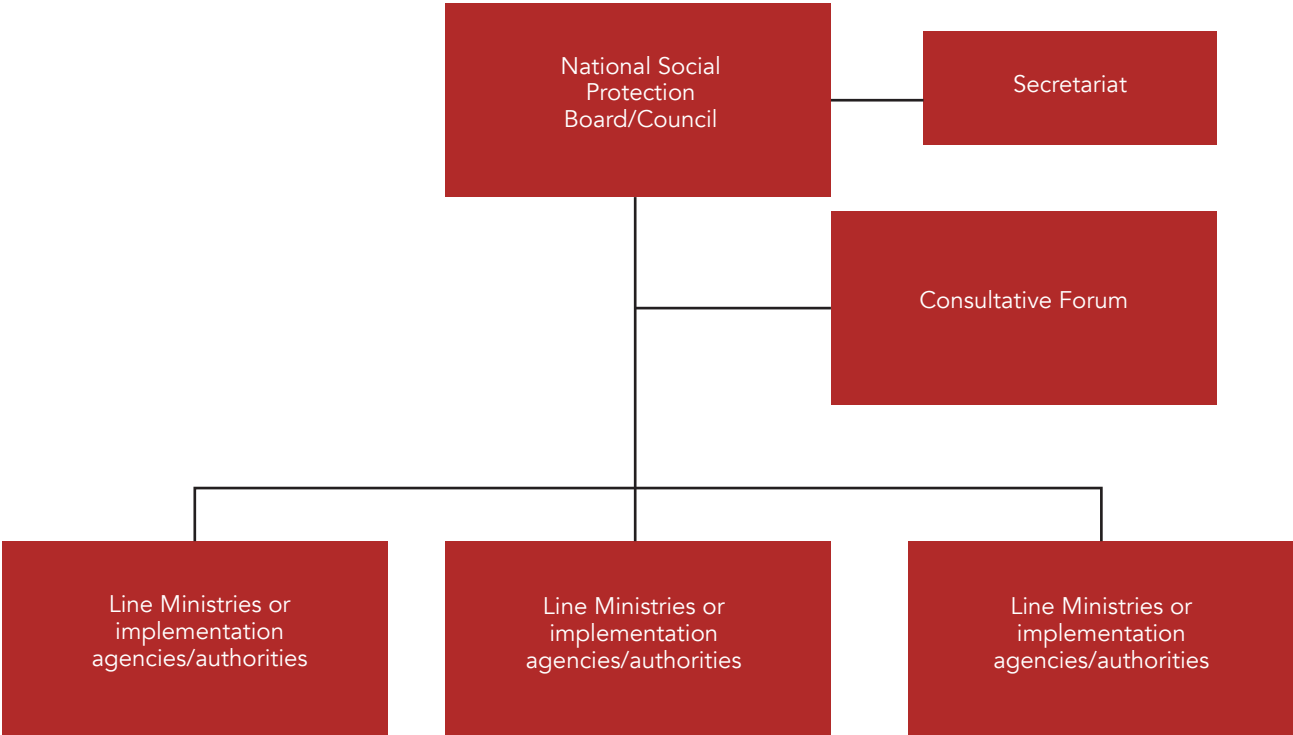 National Social
Protection
Board/Council
Secretariat
Consultative Forum
Line Ministries or
implementation
agencies/authorities
Line Ministries or
implementation
agencies/authorities
Line Ministries or
implementation
agencies/authorities